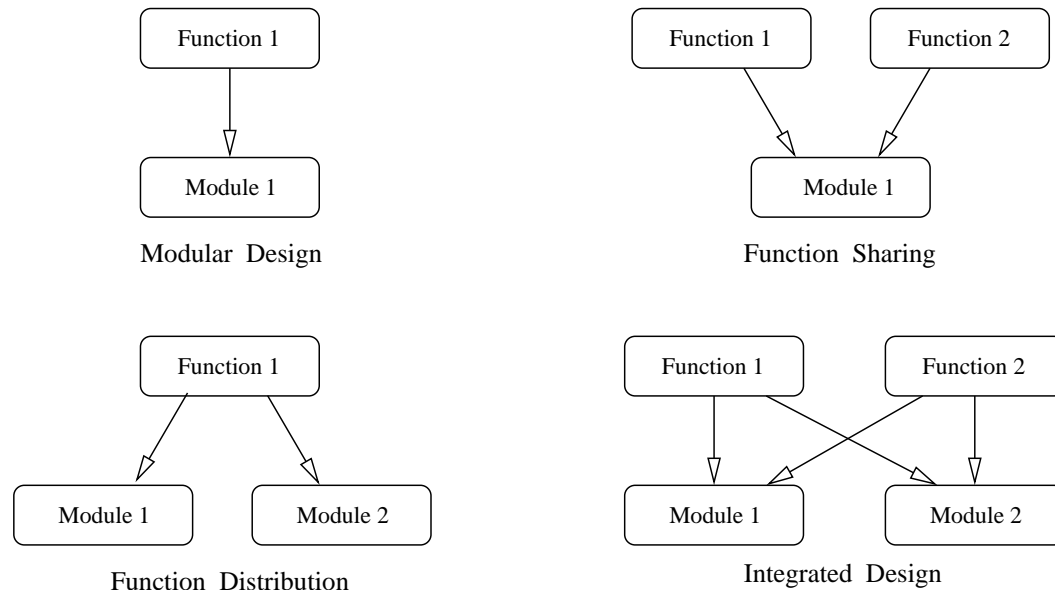 Function 1
Module 1
Modular Design
Function 1
Function 2
Module 1
Function Sharing
Function 1
Module 1
Module 2
Function Distribution
Function 1
Function 2
Module 1
Module 2
Integrated Design